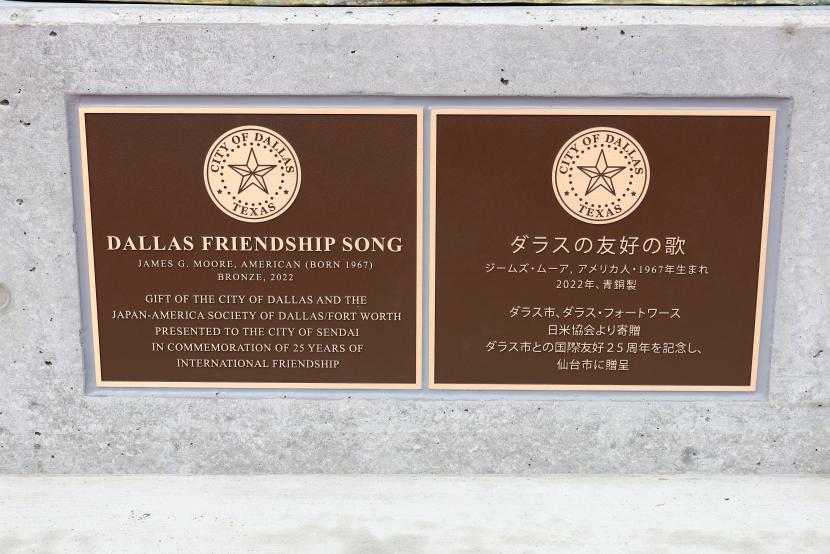 CITY OF DALLAS
TEXAS
DALLAS FRIENDSHIP SONG
JAMES G. MOORE, AMERICAN (BORN 1967)
BRONZE, 2022
GIFT OF THE CITY OF DALLAS AND THE
JAPAN-AMERICA SOCIETY OF DALLAS/FORT WORTH
PRESENTED TO THE CITY OF SENDAI
IN COMMEMORATION OF 25 YEARS OF
INTERNATIONAL FRIENDSHIP
CITY OF DALLAS
TEXAS
ダラスの友好の歌
ジームズ・ムーア, アメリカ人・1967年生まれ
2022年、青銅製
ダラス市、ダラス・フォートワース
日米協会より寄贈
ダラス市との国際友好25周年を記念し、
仙台市に贈呈